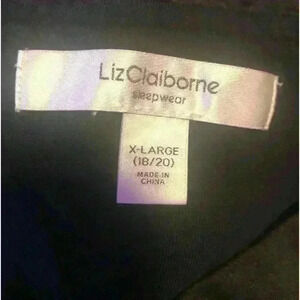 LizClaiborne
sleepwear
X-LARGE
(18/20)
MADE IN
CHINA